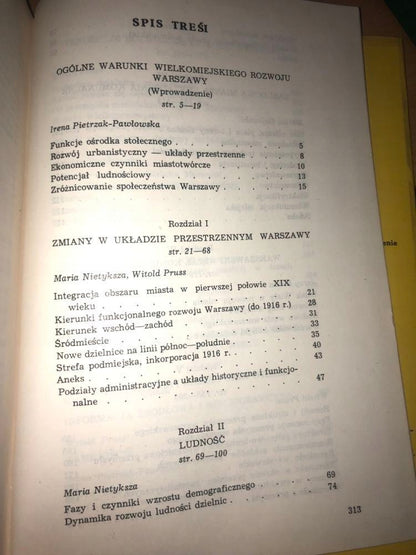 SPIS TREŚI
OGÓLNE WARUNKI WIELKOMIEJSKIEGO ROZWOJU
WARSZAWY
(Wprowadzenie)
str. 5—19
Irena Pietrzak-Pawłowska
Funkcje ośrodka stołecznego . . . . . . 5
Rozwój urbanistyczny — układy przestrzenne . . . 8
Ekonomiczne czynniki miastotwórcze . . . . . 10
Potencjał ludnościowy . . . . . . . 13
Zróżnicowanie społeczeństwa Warszawy . . . . 15
Rozdział I
ZMIANY W UKŁADZIE PRZESTRZENNYM WARSZAWY
str. 21—68
Maria Nietyksza, Witold Pruss
Integracja obszaru miasta w pierwszej połowie XIX
wieku . . . . . . . . . . 21
Kierunki funkcjonalnego rozwoju Warszawy (do 1916 r.) 28
Kierunek wschód—zachód . . . . . . 31
Śródmieście . . . . . . . . . 33
Nowe dzielnice na linii północ—południe . . . . 35
Strefa podmiejska, inkorporacja 1916 r. . . . . 40
Aneks . . . . . . . . . . 43
Podziały administracyjne a układy historyczne i funkcjo-
nalne . . . . . . . . . . 47
Rozdział II
LUDNOŚĆ
str. 69—100
Maria Nietyksza
Fazy i czynniki wzrostu demograficznego . . . . 69
Dynamika rozwoju ludności dzielnic . . . . . 74
313